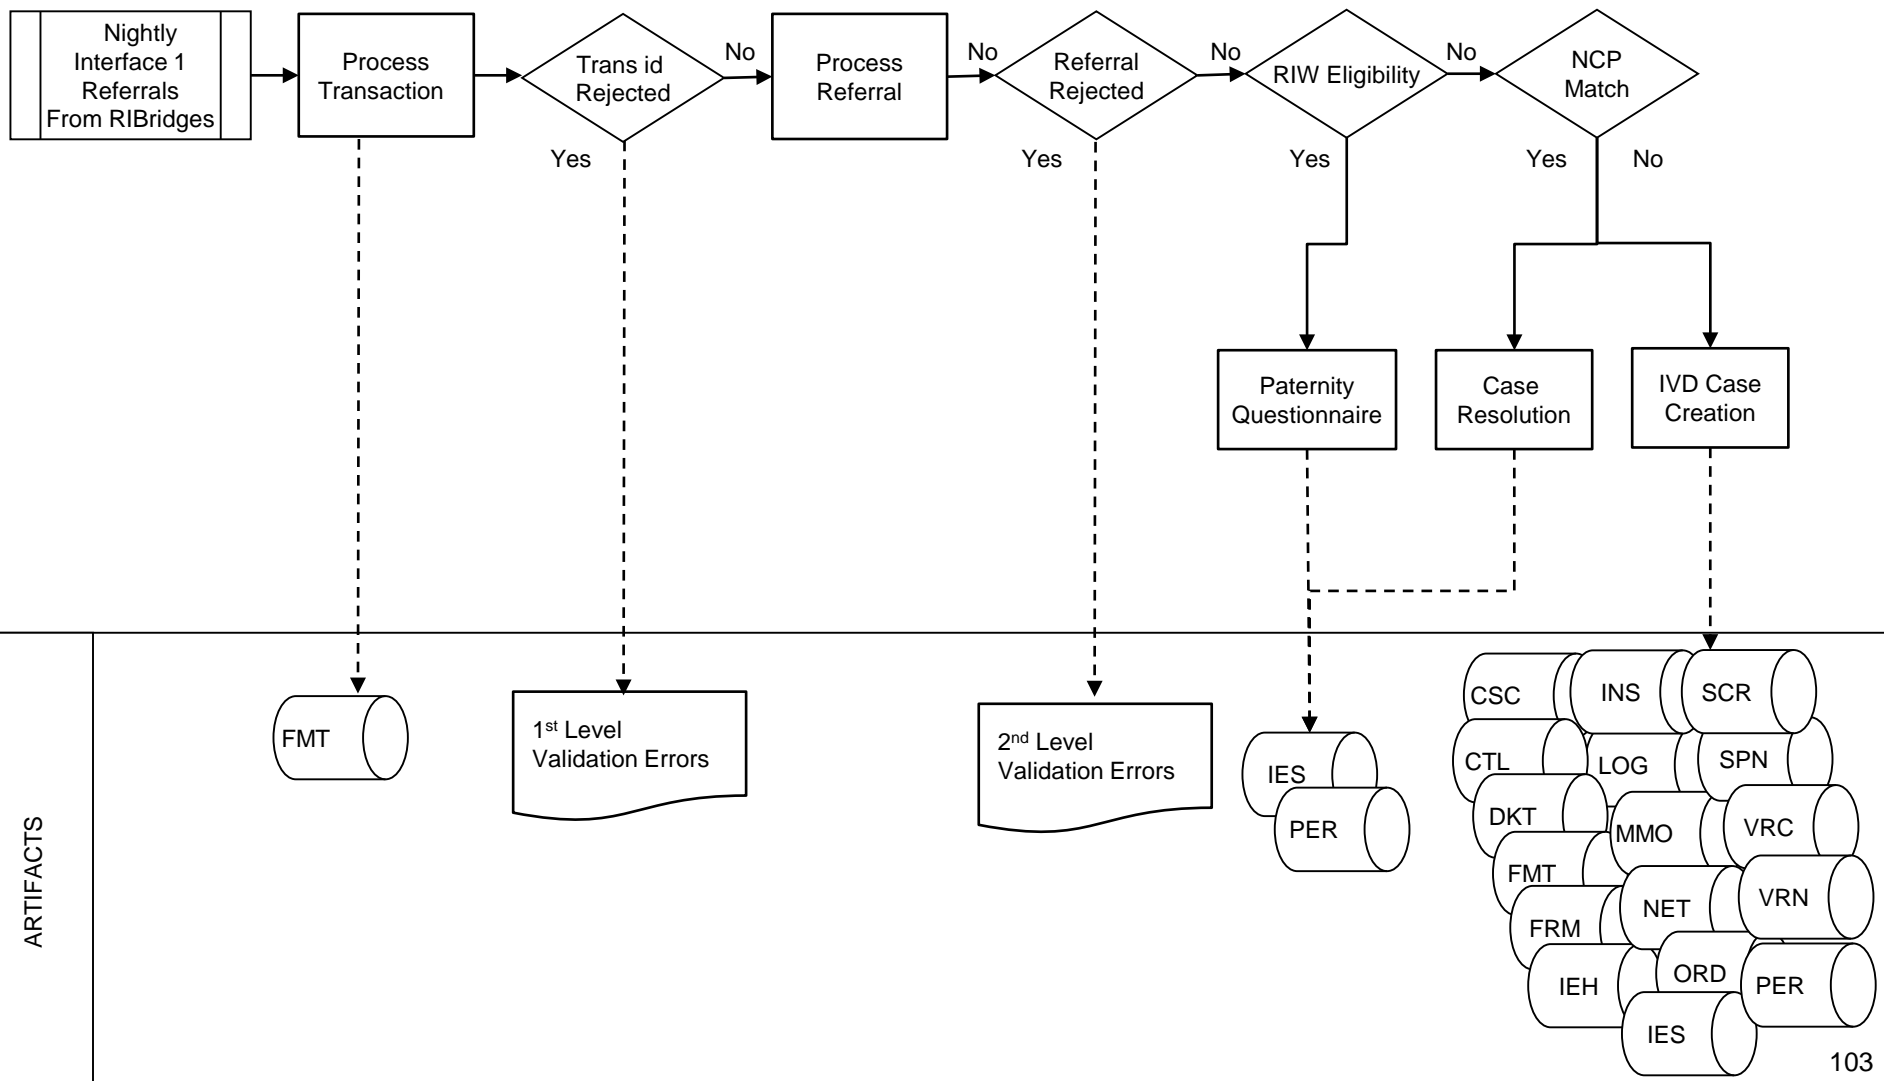 Nightly
Interface 1
Referrals
From RIBridges
Process
Transaction
Trans id
Rejected
No
Yes
Process
Referral
No
Referral
Rejected
Yes
No
RIW Eligibility
Yes
No
NCP
Match
Yes
No
Paternity
Questionnaire
Case
Resolution
IVD Case
Creation
ARTIFACTS
FMT
1st Level
Validation Errors
2nd Level
Validation Errors
IES
PER
CSC
INS
SCR
CTL
LOG
SPN
DKT
MMO
VRC
FMT
NET
VRN
FRM
IEH
ORD
PER
IES
103